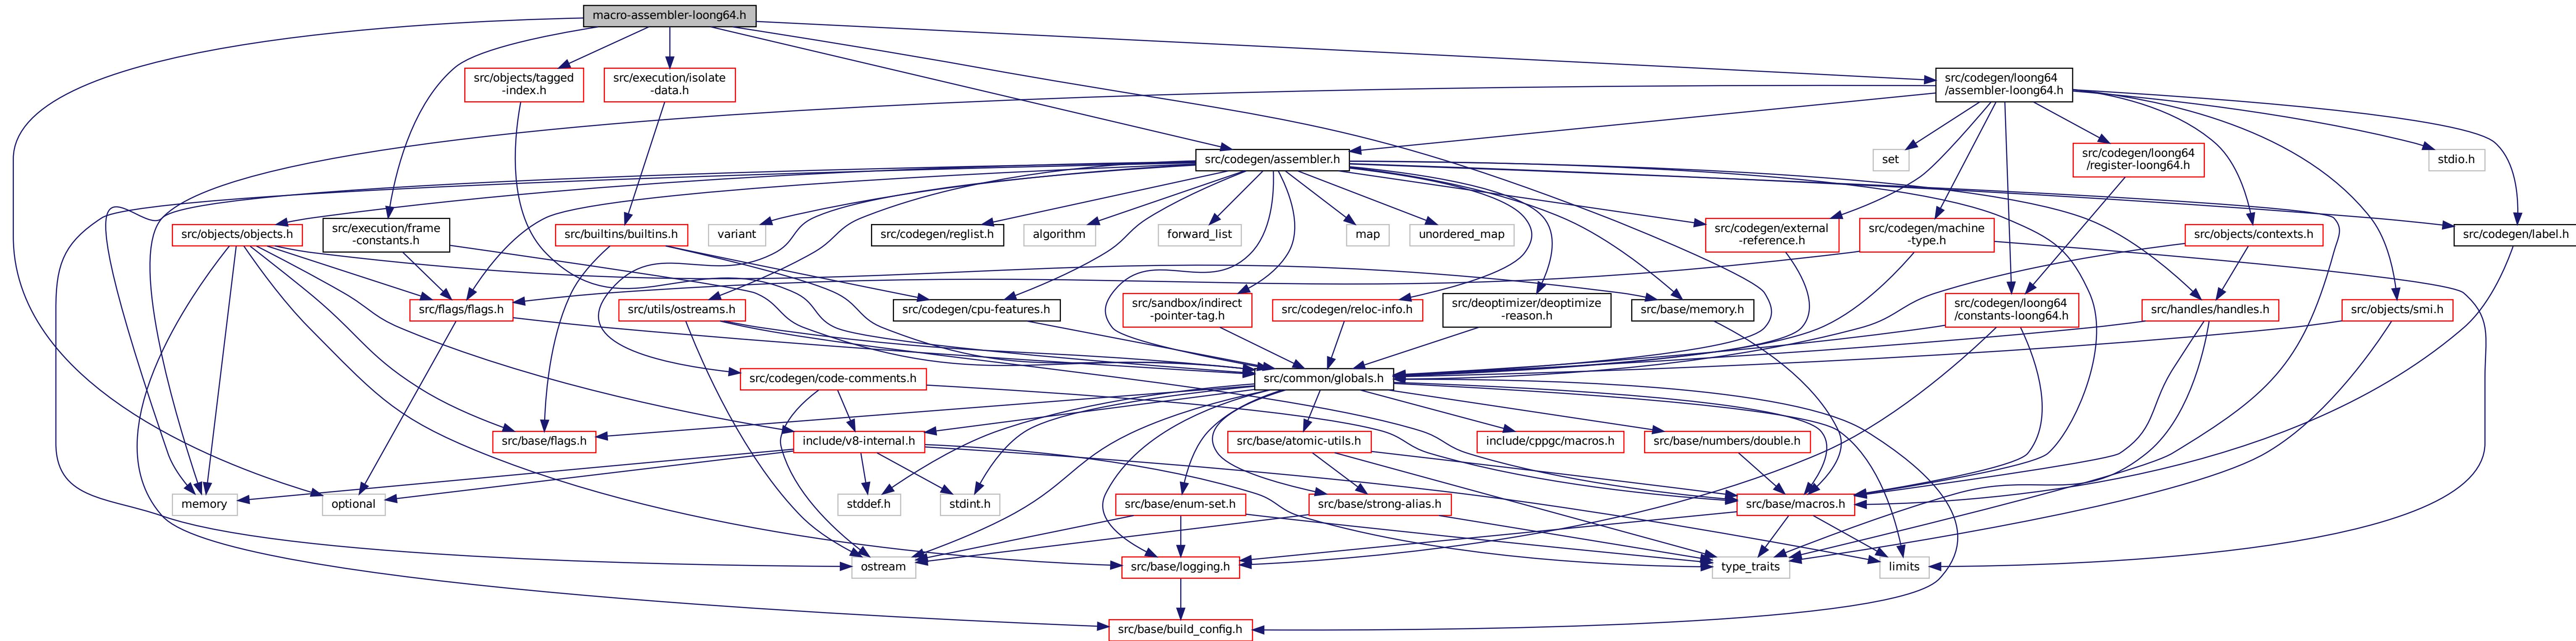 macro-assembler-loong64.h
src/objects/tagged
-index.h
src/execution/isolate
-data.h
src/codegen/loong64
/assembler-loong64.h
src/codegen/assembler.h
set
src/codegen/loong64
/register-loong64.h
stdio.h
src/objects/objects.h
src/execution/frame
-constants.h
src/builtins/builtins.h
variant
src/codegen/reglist.h
algorithm
forward_list
map
unordered_map
src/codegen/external
-reference.h
src/codegen/machine
-type.h
src/objects/contexts.h
src/codegen/label.h
src/flags/flags.h
src/utils/ostreams.h
src/codegen/cpu-features.h
src/sandbox/indirect
-pointer-tag.h
src/codegen/reloc-info.h
src/deoptimizer/deoptimize
-reason.h
src/base/memory.h
src/codegen/loong64
/constants-loong64.h
src/handles/handles.h
src/objects/smi.h
src/codegen/code-comments.h
src/common/globals.h
src/base/flags.h
include/v8-internal.h
src/base/atomic-utils.h
include/cppgc/macros.h
src/base/numbers/double.h
memory
optional
stddef.h
stdint.h
src/base/enum-set.h
src/base/strong-alias.h
src/base/macros.h
ostream
src/base/logging.h
type_traits
limits
src/base/build_config.h